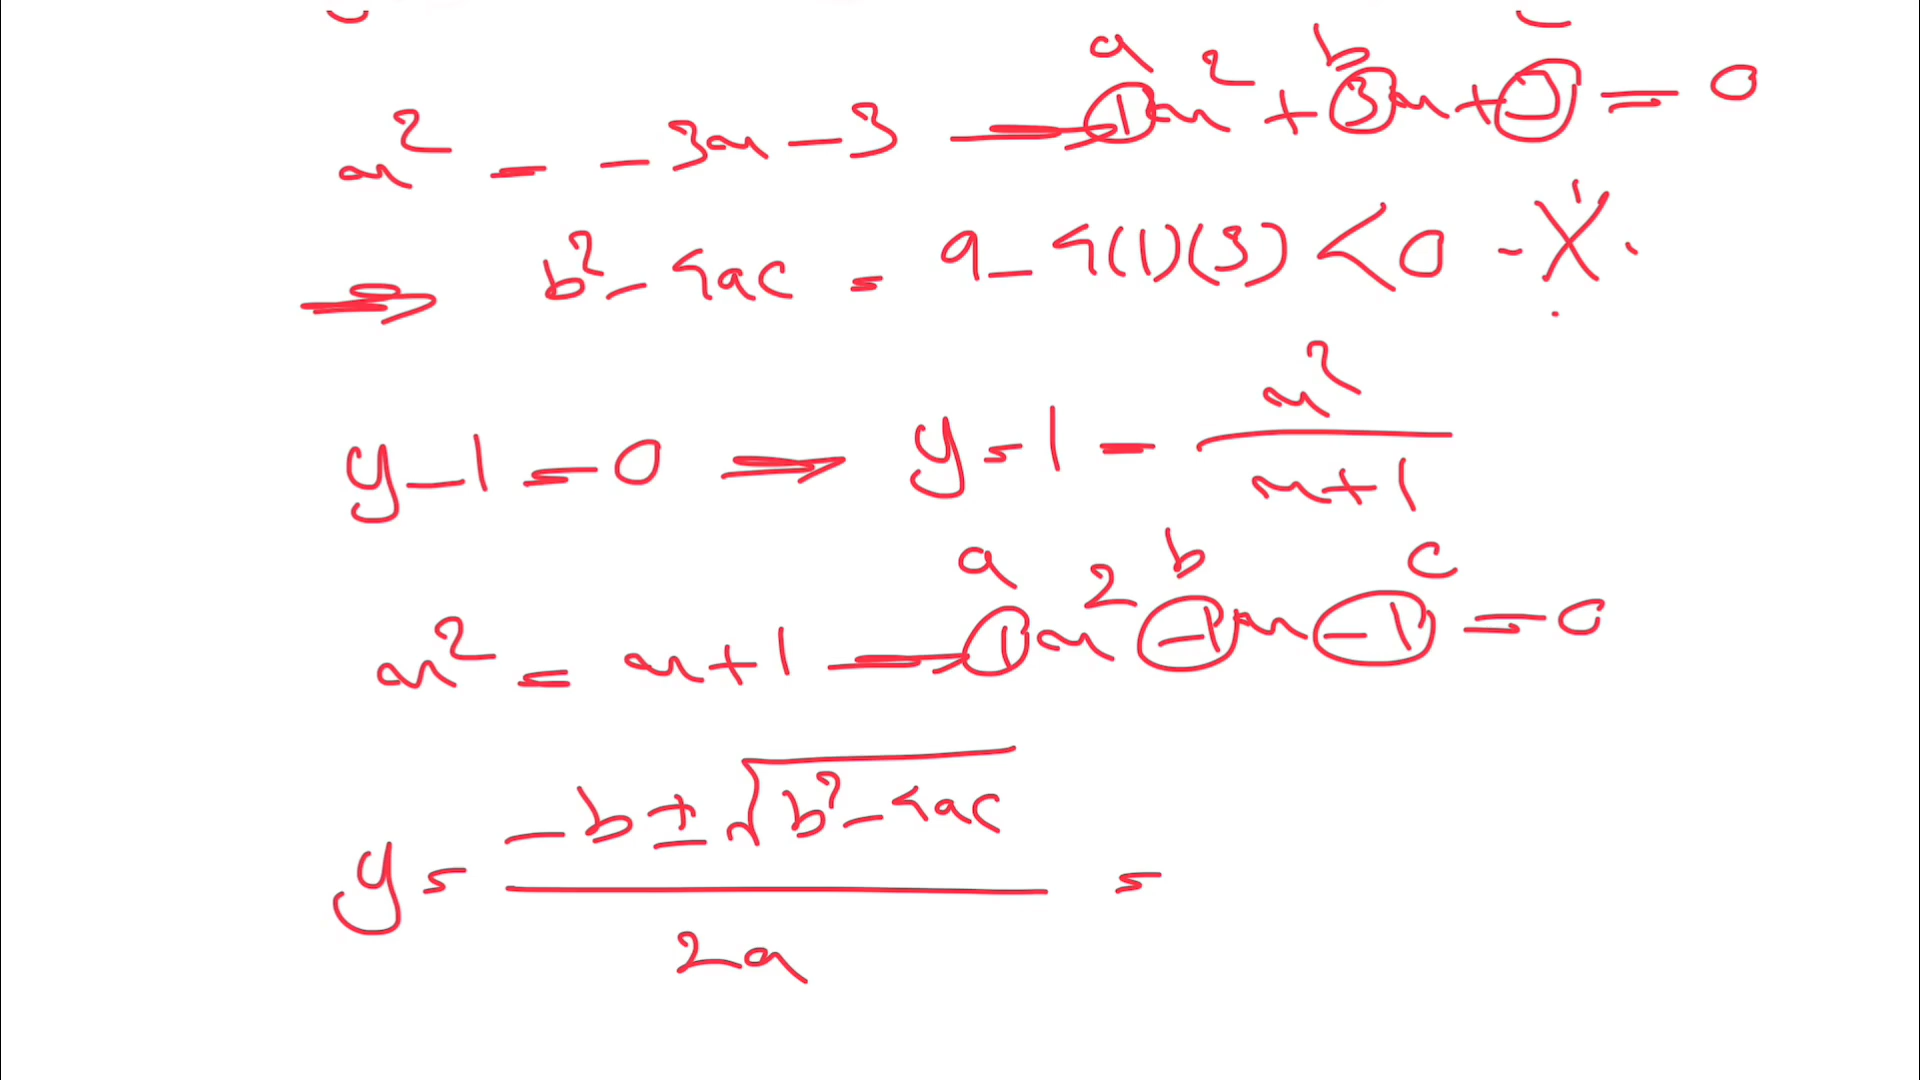 a b c
x² = -3x - 3 → 1x² + 3x + 3 = 0
⇒ b² - 4ac = 9 - 4(1)(3) < 0 - X.
y - 1 = 0 ⇒ y = 1 = x²/(x+1)
a b c
x² = x + 1 → 1x² -1x -1 = 0
y = (-b ± √(b² - 4ac))/2a =